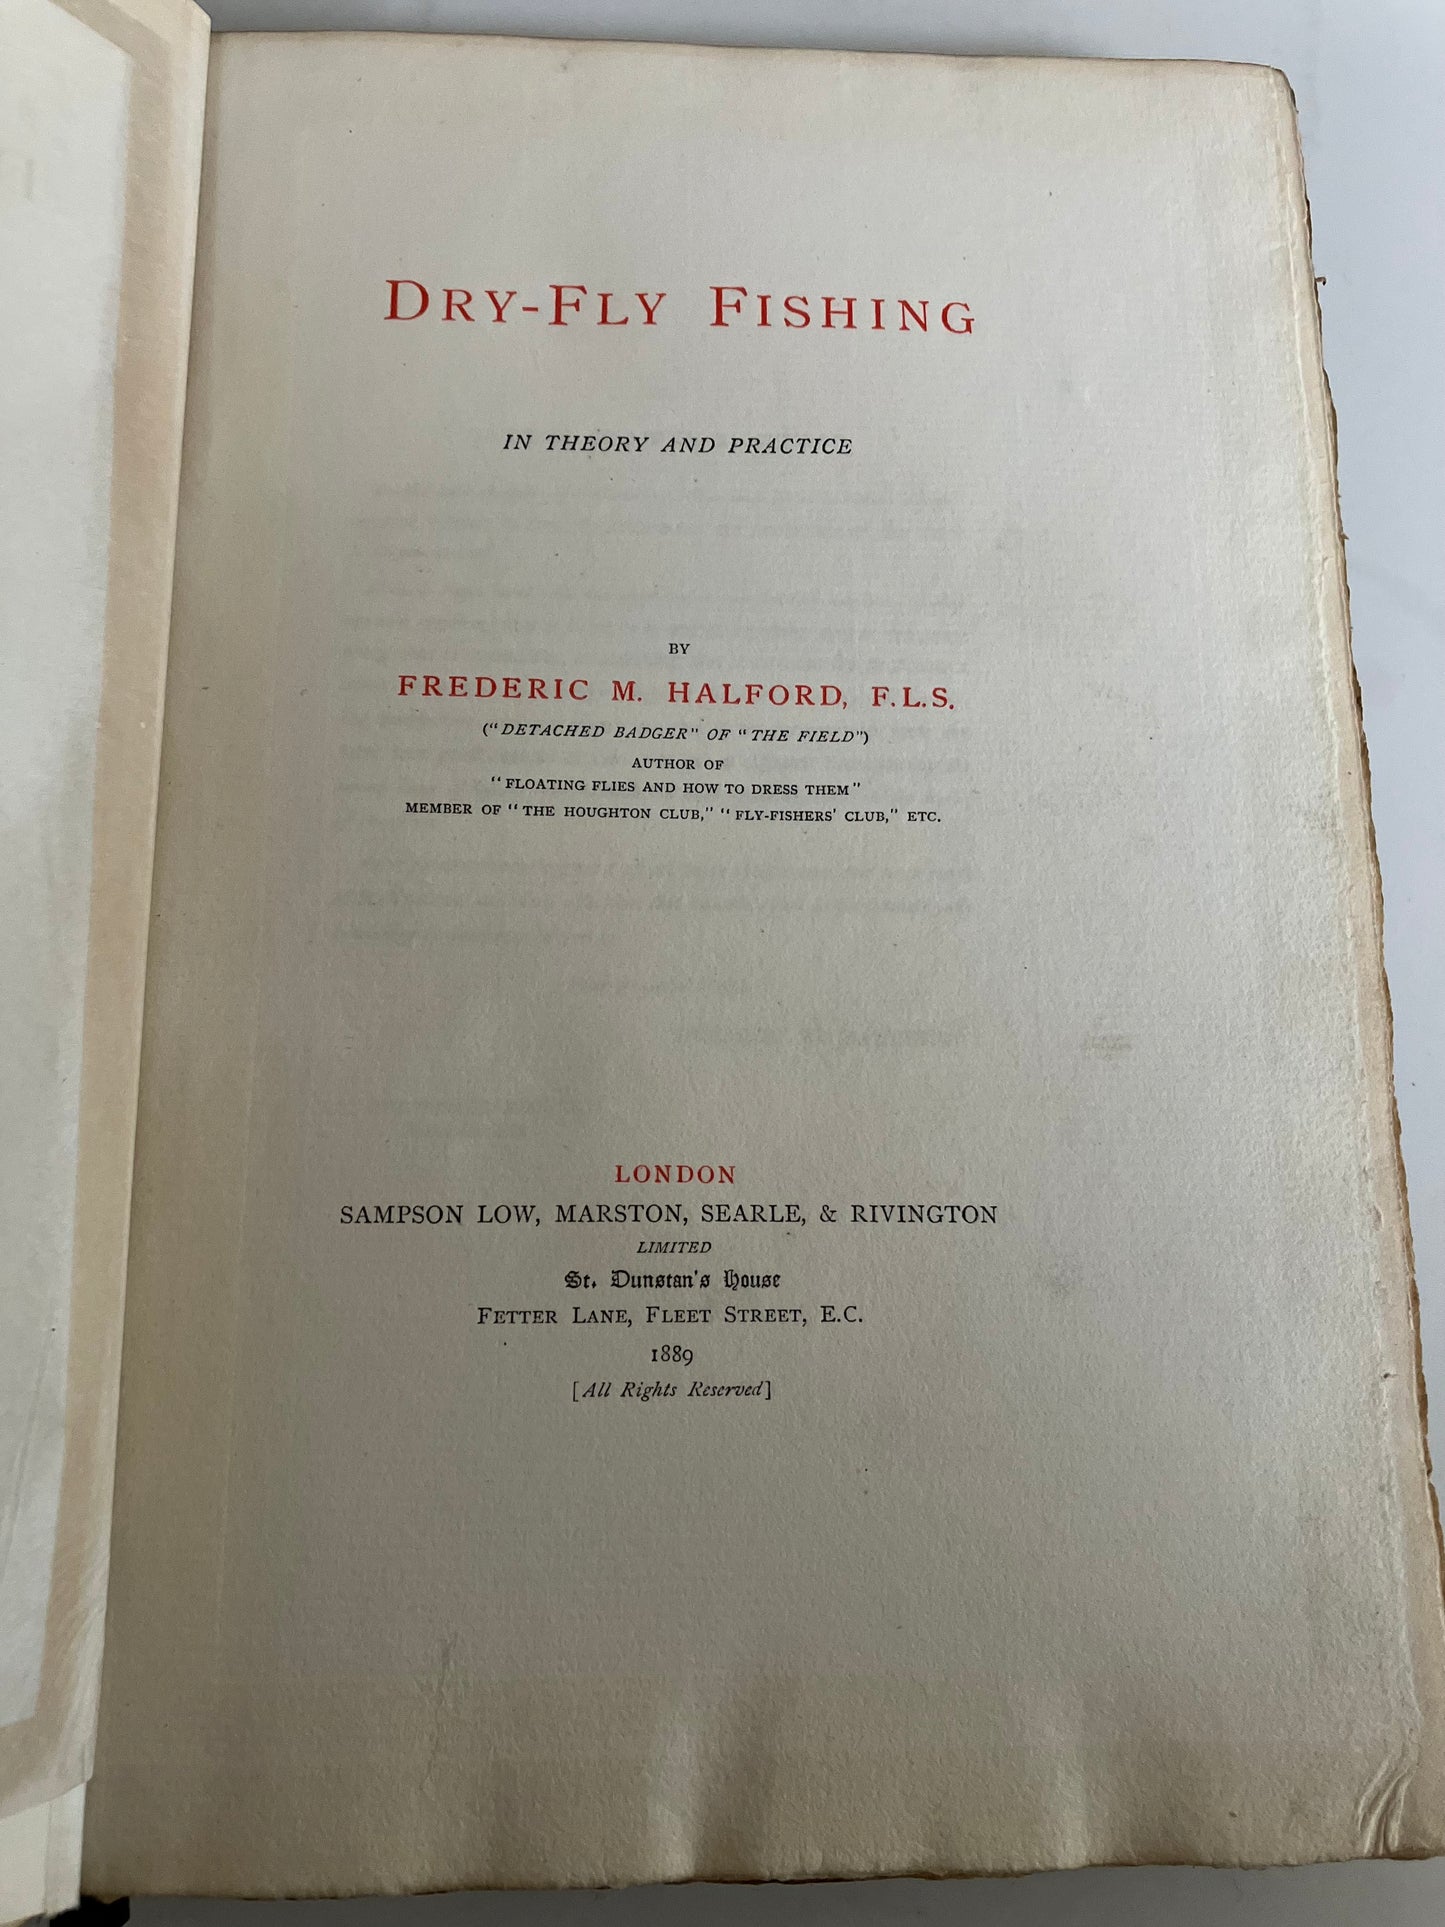 DRY-FLY FISHING
IN THEORY AND PRACTICE
BY
FREDERIC M. HALFORD, F.L.S.
("DETACHED BADGER" OF "THE FIELD")
AUTHOR OF
"FLOATING FLIES AND HOW TO DRESS THEM"
MEMBER OF "THE HOUGHTON CLUB," "FLY-FISHERS' CLUB," ETC.
LONDON
SAMPSON LOW, MARSTON, SEARLE, & RIVINGTON
LIMITED
St. Dunstan's House
FETTER LANE, FLEET STREET, E.C.
1889
[All Rights Reserved]